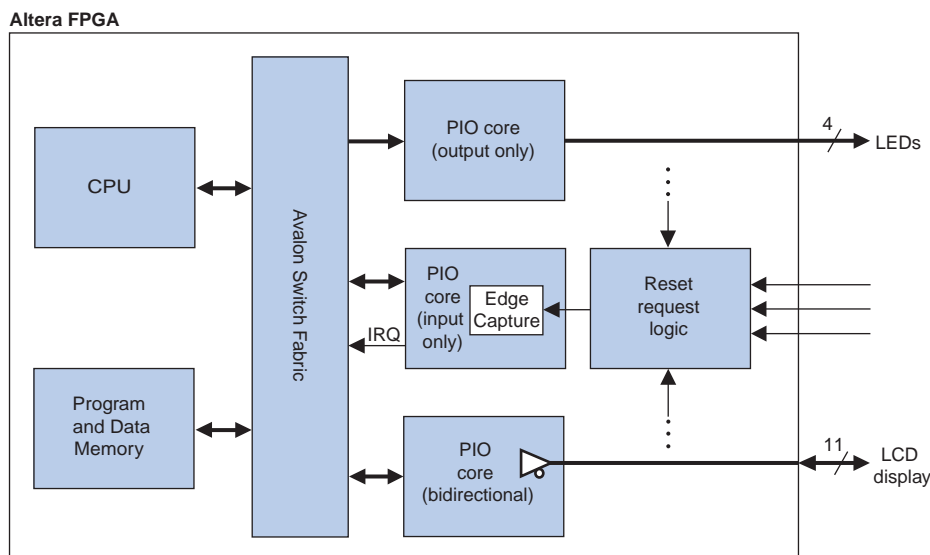 Altera FPGA
CPU
Program
and Data
Memory
Avalon Switch Fabric
PIO core
(output only)
4
LEDs
PIO
core
(input
only)
Edge
Capture
IRQ
Reset
request
logic
PIO
core
(bidirectional)
11
LCD
display